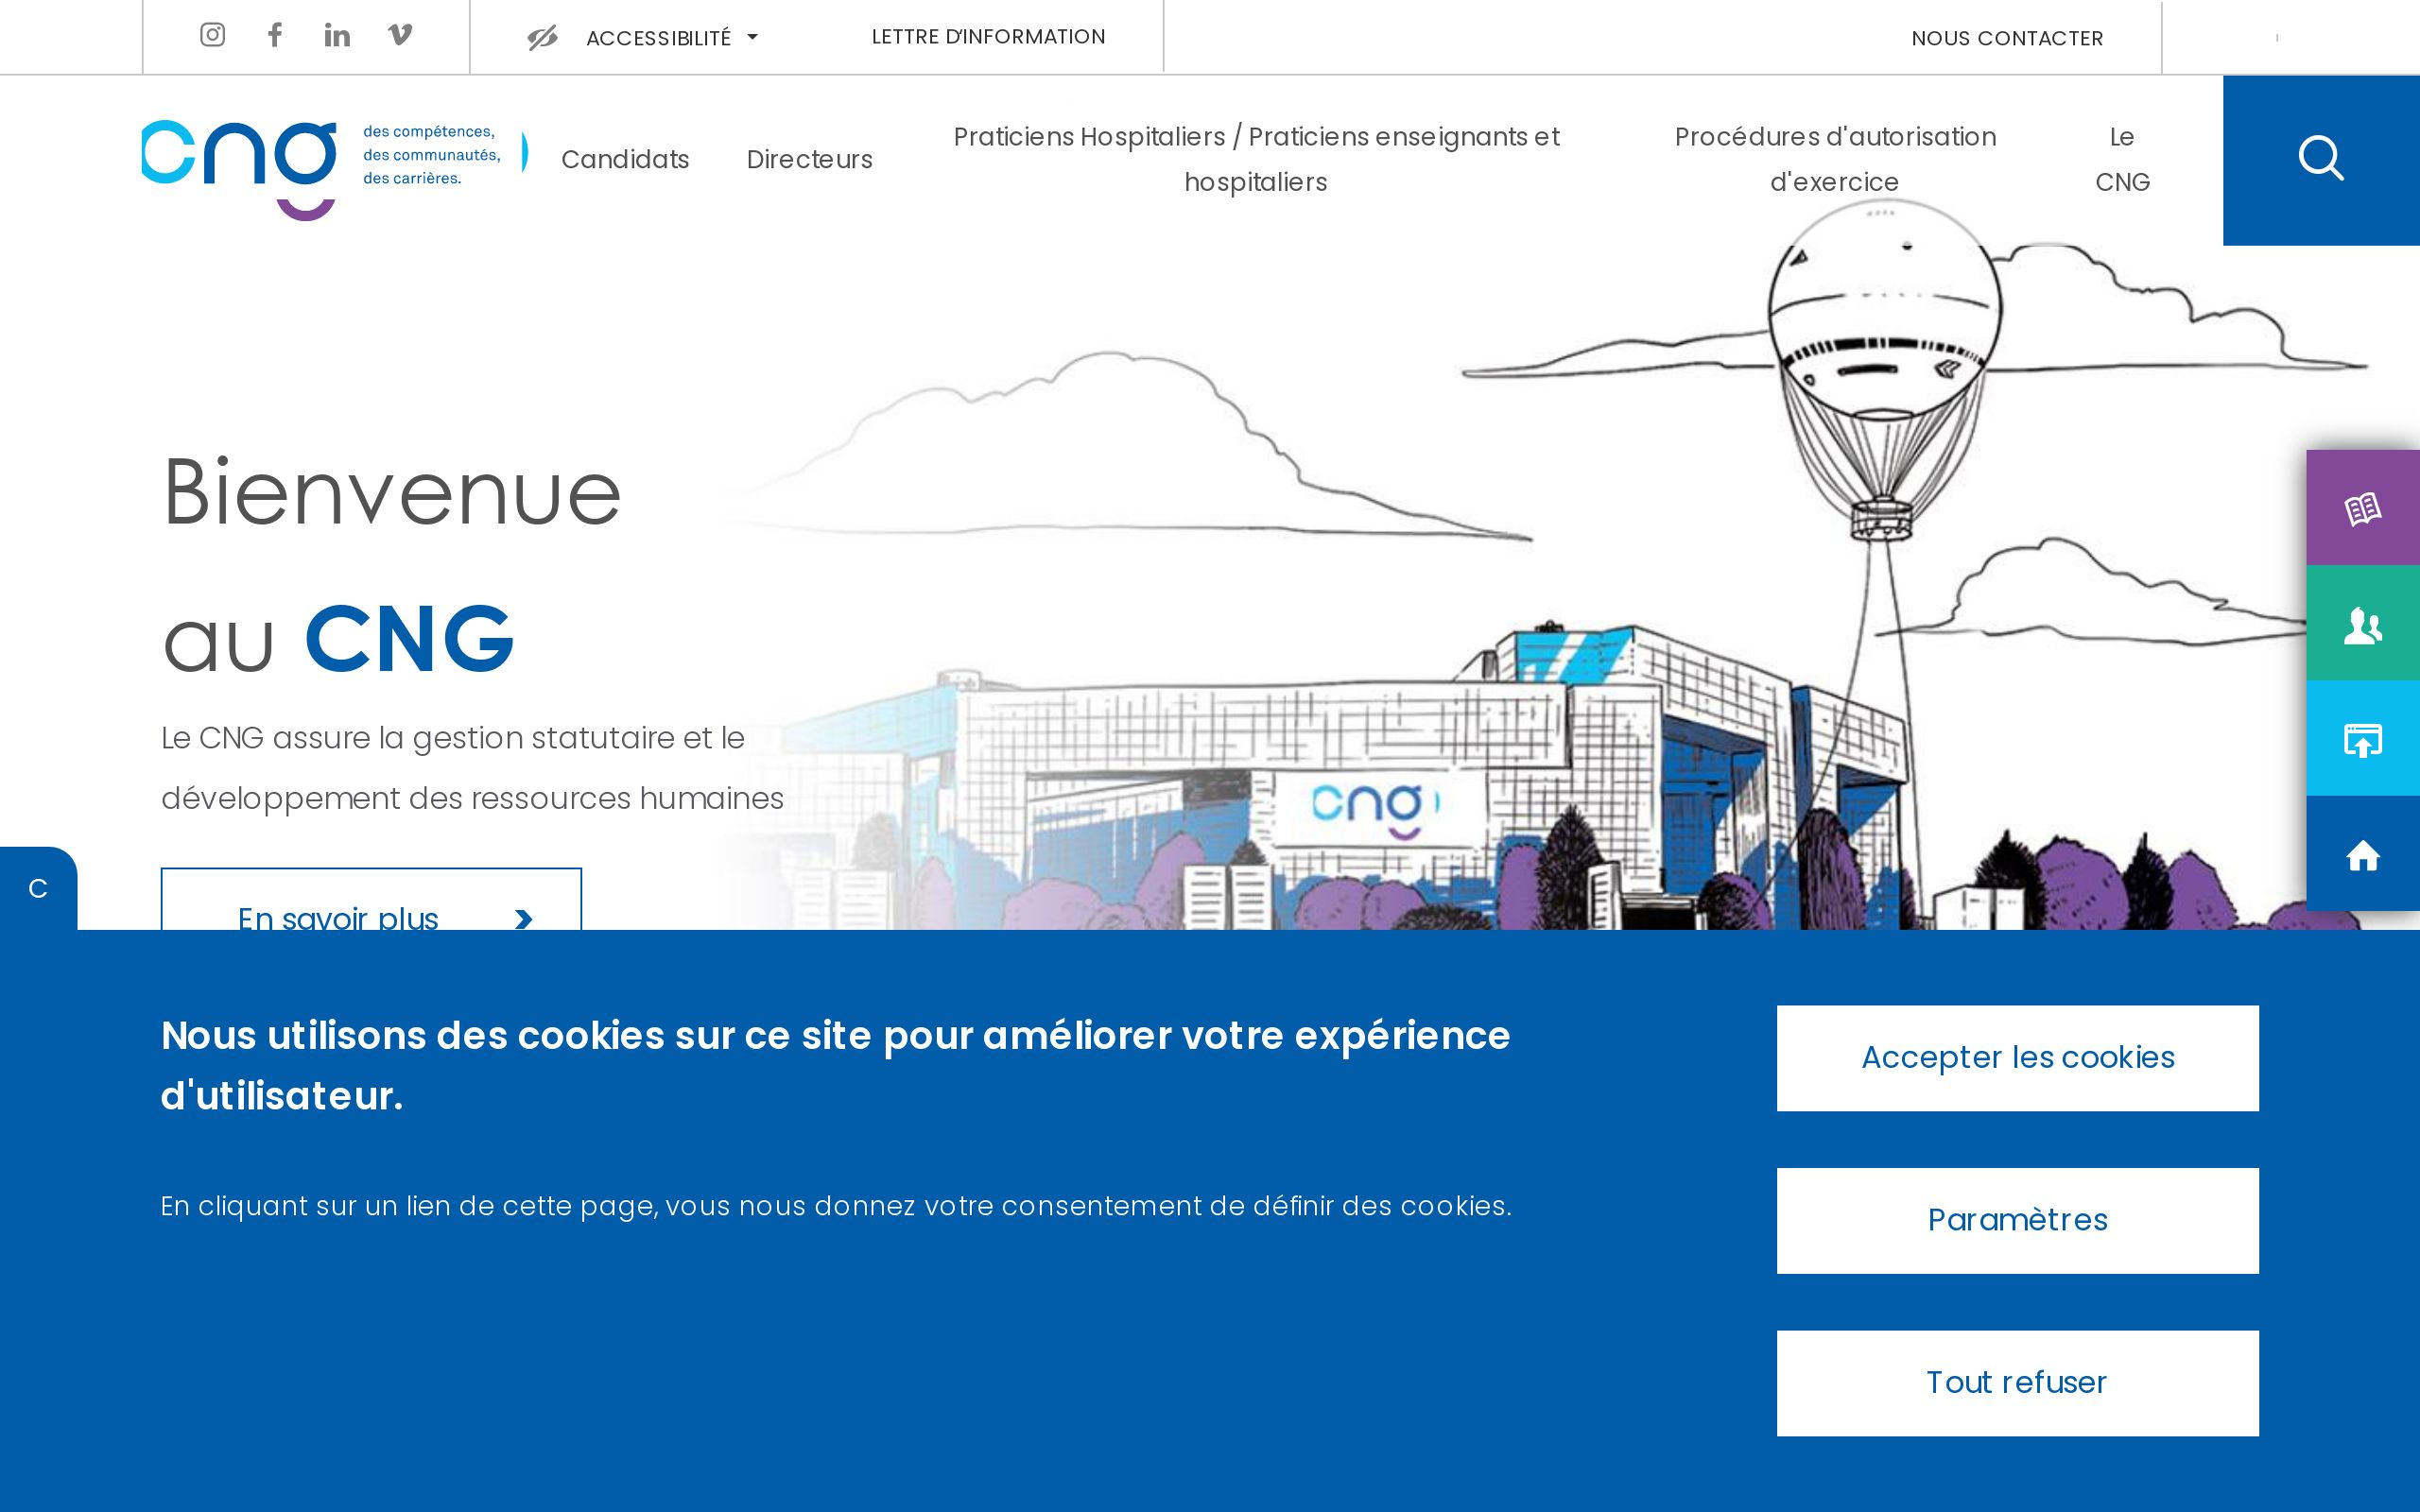 ACCESSIBILITÉ
LETTRE D'INFORMATION
NOUS CONTACTER
cng
des compétences,
des communautés,
des carrières.
Candidats
Directeurs
Praticiens Hospitaliers / Praticiens enseignants et
hospitaliers
Procédures d'autorisation
d'exercice
Le
CNG
Bienvenue
au CNG
Le CNG assure la gestion statutaire et le
développement des ressources humaines
cng
C
En savoir plus
Nous utilisons des cookies sur ce site pour améliorer votre expérience
d'utilisateur.
En cliquant sur un lien de cette page, vous nous donnez votre consentement de définir des cookies.
Accepter les cookies
Paramètres
Tout refuser